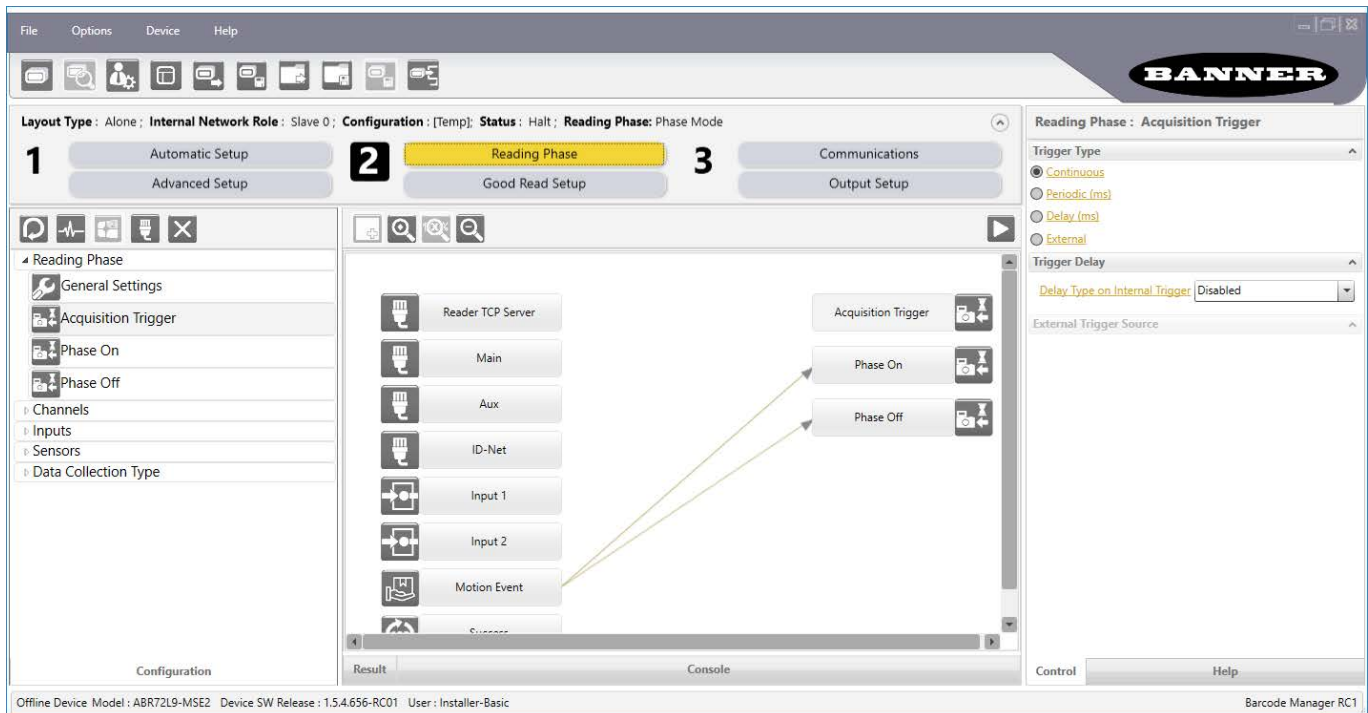 File Options Device Help
BANNER
Layout Type : Alone ; Internal Network Role : Slave 0 ; Configuration : [Temp]; Status : Halt ; Reading Phase: Phase Mode
1
Automatic Setup
Advanced Setup
2
Reading Phase
Good Read Setup
3
Communications
Output Setup
Reading Phase
General Settings
Acquisition Trigger
Phase On
Phase Off
Channels
Inputs
Sensors
Data Collection Type
Configuration
Reader TCP Server
Main
Aux
ID-Net
Input 1
Input 2
Motion Event
Success
Acquisition Trigger
Phase On
Phase Off
Result Console
Reading Phase : Acquisition Trigger
Trigger Type
Continuous
Periodic (ms)
Delay (ms)
External
Trigger Delay
Delay Type on Internal Trigger Disabled
External Trigger Source
Control Help
Offline Device Model : ABR72L9-MSE2 Device SW Release : 1.5.4.656-RC01 User : Installer-Basic
Barcode Manager RC1